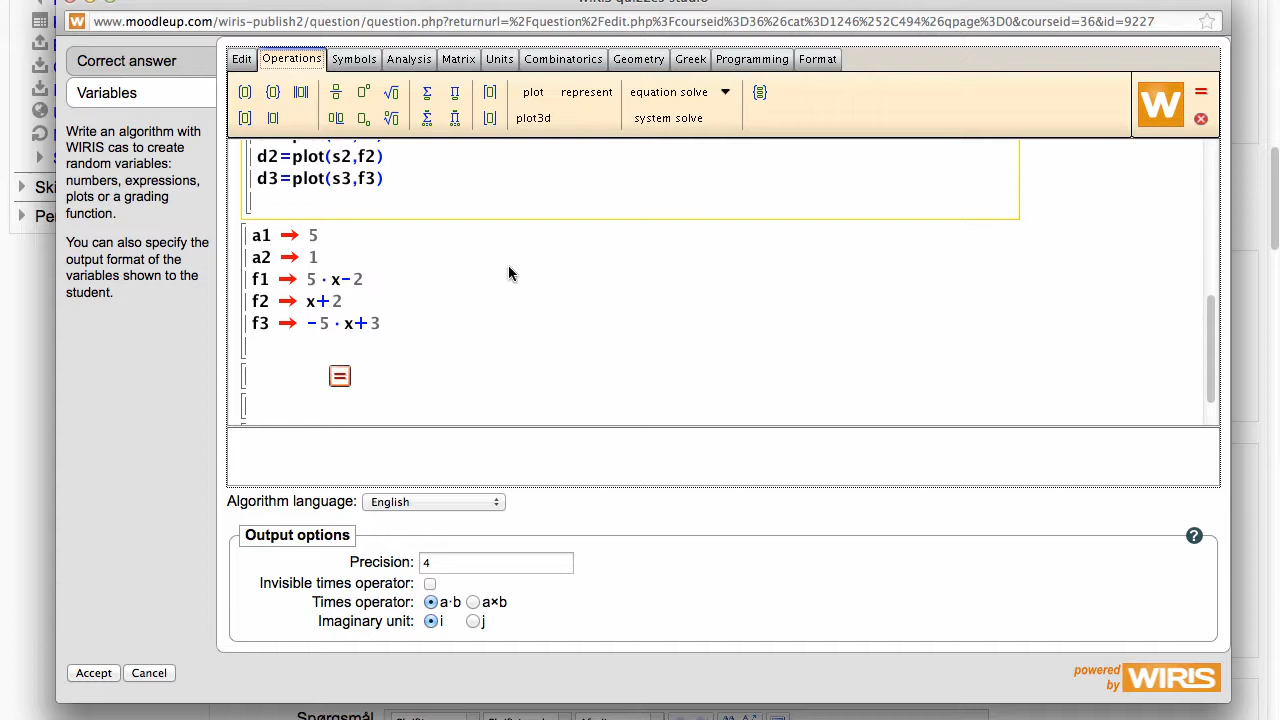 WIRIS quizzes studio
www.moodleup.com/wiris-publish2/question/question.php?returnurl=%2Fquestion%2Fedit.php%3Fcourseid%3D36%26cat%3D1246%252C494%26qpage%3D0&courseid=36&id=9227
Correct answer
Variables
Write an algorithm with
WIRIS cas to create
random variables:
numbers, expressions,
plots or a grading
function.
You can also specify the
output format of the
variables shown to the
student.
Edit Operations Symbols Analysis Matrix Units Combinatorics Geometry Greek Programming Format
plot represent equation solve
plot3d system solve
W
d2=plot(s2,f2)
d3=plot(s3,f3)
a1 → 5
a2 → 1
f1 → 5·x-2
f2 → x+2
f3 → -5·x+3
=
Algorithm language: English
Output options
?
Precision: 4
Invisible times operator:
Times operator: a·b a×b
Imaginary unit: i j
Accept Cancel
powered
by WIRIS
Spørgsmål